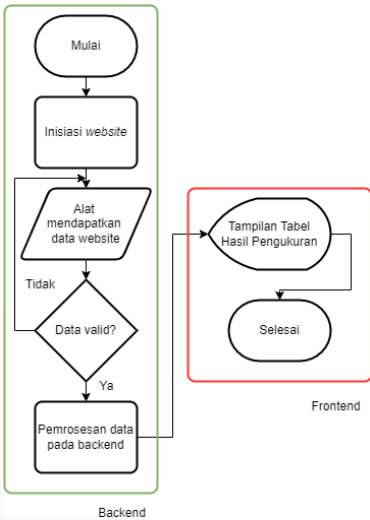 Mulai
Inisiasi website
Alat
mendapatkan
data website
Tidak
Data valid?
Ya
Pemrosesan data
pada backend
Backend
Tampilan Tabel
Hasil Pengukuran
Selesai
Frontend